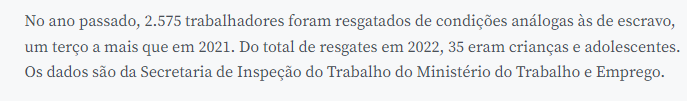 No ano passado, 2.575 trabalhadores foram resgatados de condições análogas às de escravo,
um terço a mais que em 2021. Do total de resgates em 2022, 35 eram crianças e adolescentes.
Os dados são da Secretaria de Inspeção do Trabalho do Ministério do Trabalho e Emprego.